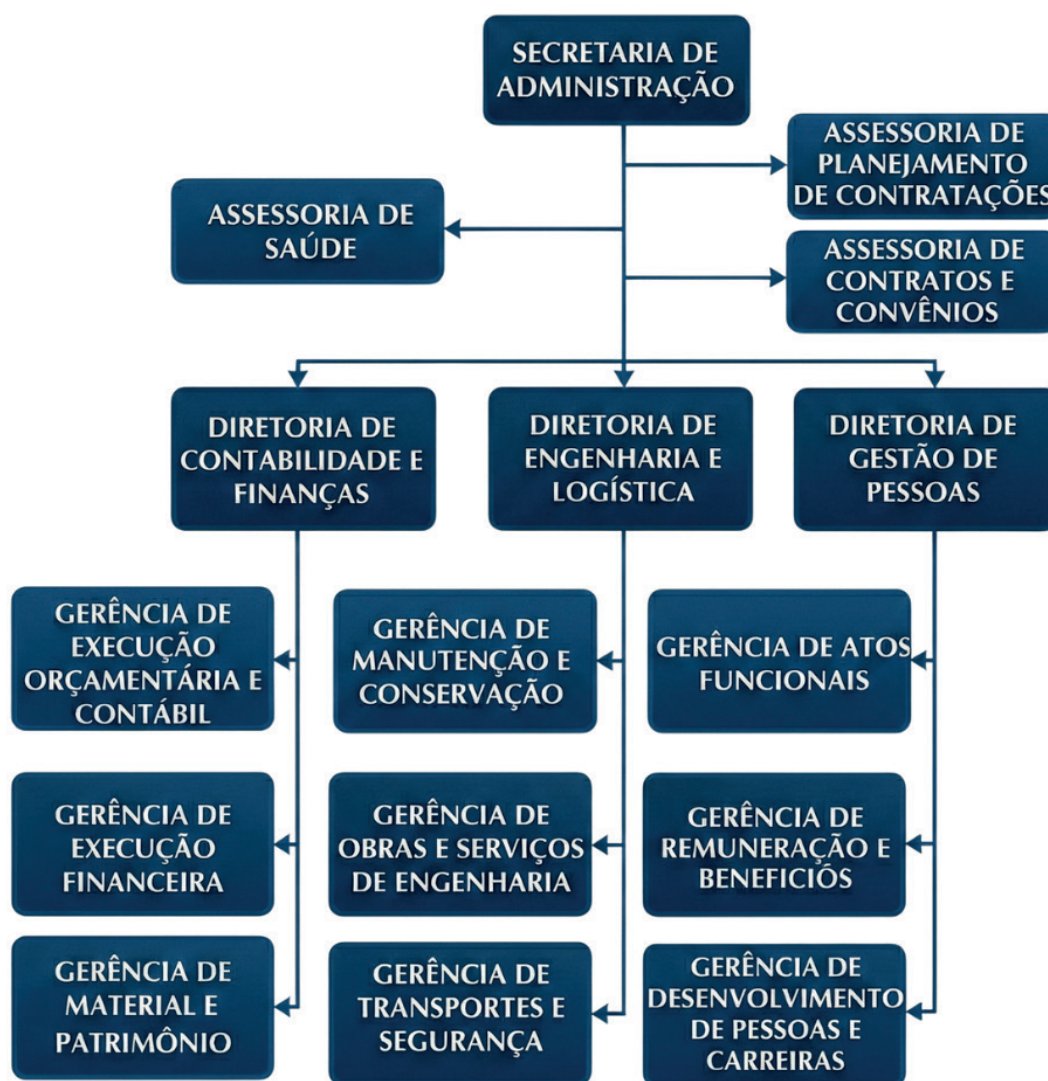 SECRETARIA DE
ADMINISTRAÇÃO
ASSESSORIA DE
PLANEJAMENTO
DE CONTRATAÇÕES
ASSESSORIA DE
SAÚDE
ASSESSORIA DE
CONTRATOS E
CONVÊNIOS
DIRETORIA DE
CONTABILIDADE E
FINANÇAS
DIRETORIA DE
ENGENHARIA E
LOGÍSTICA
DIRETORIA DE
GESTÃO DE
PESSOAS
GERÊNCIA DE
EXECUÇÃO
ORÇAMENTÁRIA E
CONTÁBIL
GERÊNCIA DE
MANUTENÇÃO E
CONSERVAÇÃO
GERÊNCIA DE ATOS
FUNCIONAIS
GERÊNCIA DE
EXECUÇÃO
FINANCEIRA
GERÊNCIA DE
OBRAS E SERVIÇOS
DE ENGENHARIA
GERÊNCIA DE
REMUNERAÇÃO E
BENEFICIÓS
GERÊNCIA DE
MATERIAL E
PATRIMÔNIO
GERÊNCIA DE
TRANSPORTES E
SEGURANÇA
GERÊNCIA DE
DESENVOLVIMENTO
DE PESSOAS E
CARREIRAS